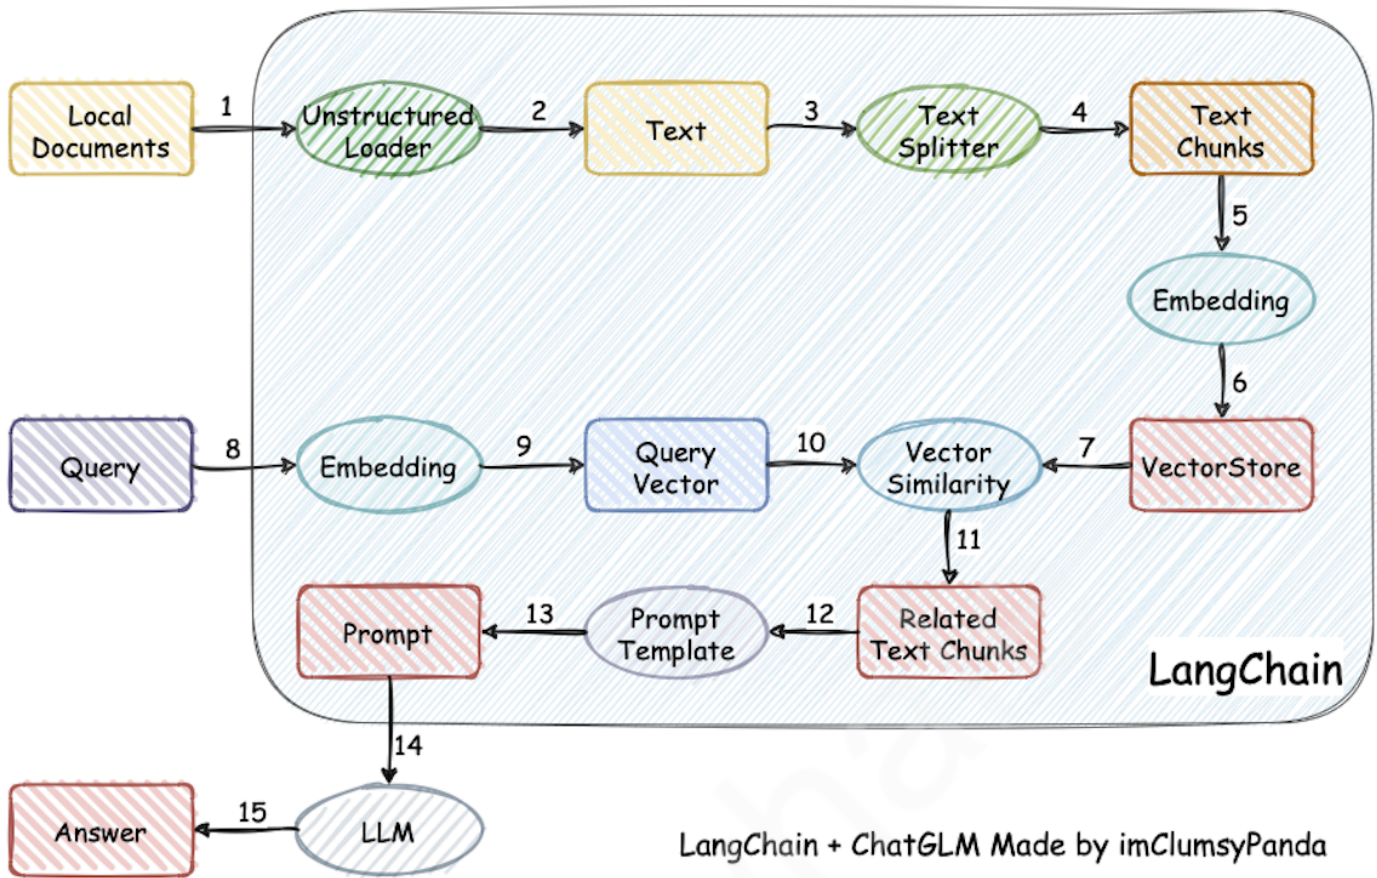 Local
Documents
1
Unstructured
Loader
2
Text
3
Text
Splitter
4
Text
Chunks
5
Embedding
6
Query
8
Embedding
9
Query
Vector
10
Vector
Similarity
7
VectorStore
11
Prompt
13
Prompt
Template
12
Related
Text Chunks
LangChain
14
Answer
15
LLM
LangChain + ChatGLM Made by imClumsyPanda